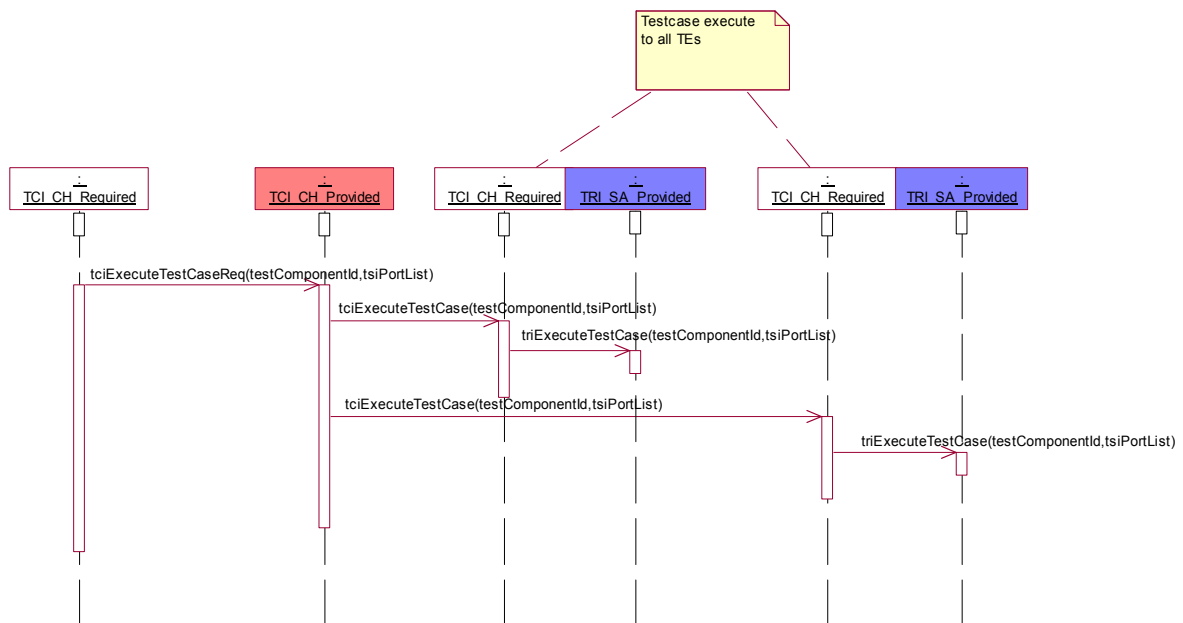 Testcase execute
to all TEs
:
TCI_CH_Required
:
TCI_CH_Provided
:
TCI_CH_Required
:
TRI_SA_Provided
:
TCI_CH_Required
:
TRI_SA_Provided
tciExecuteTestCaseReq(testComponentId,tsiPortList)
tciExecuteTestCase(testComponentId,tsiPortList)
triExecuteTestCase(testComponentId,tsiPortList)
tciExecuteTestCase(testComponentId,tsiPortList)
triExecuteTestCase(testComponentId,tsiPortList)